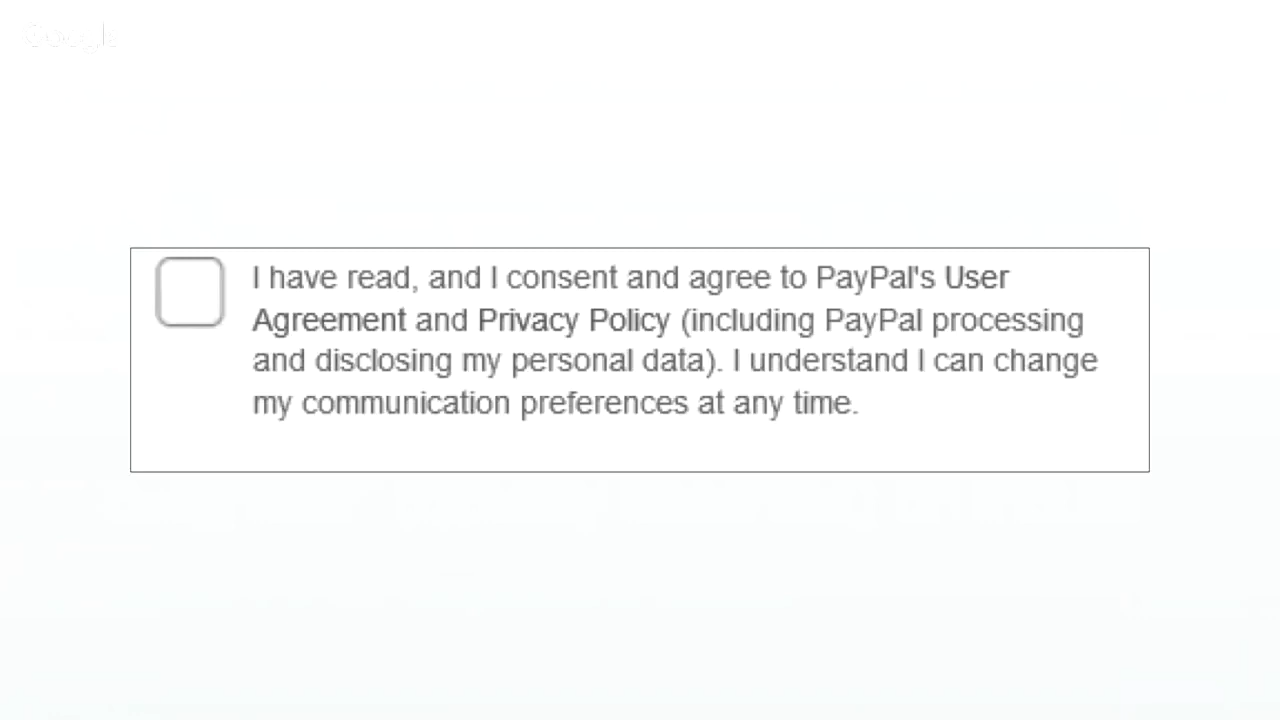 Google
I have read, and I consent and agree to PayPal's User
Agreement and Privacy Policy (including PayPal processing
and disclosing my personal data). I understand I can change
my communication preferences at any time.